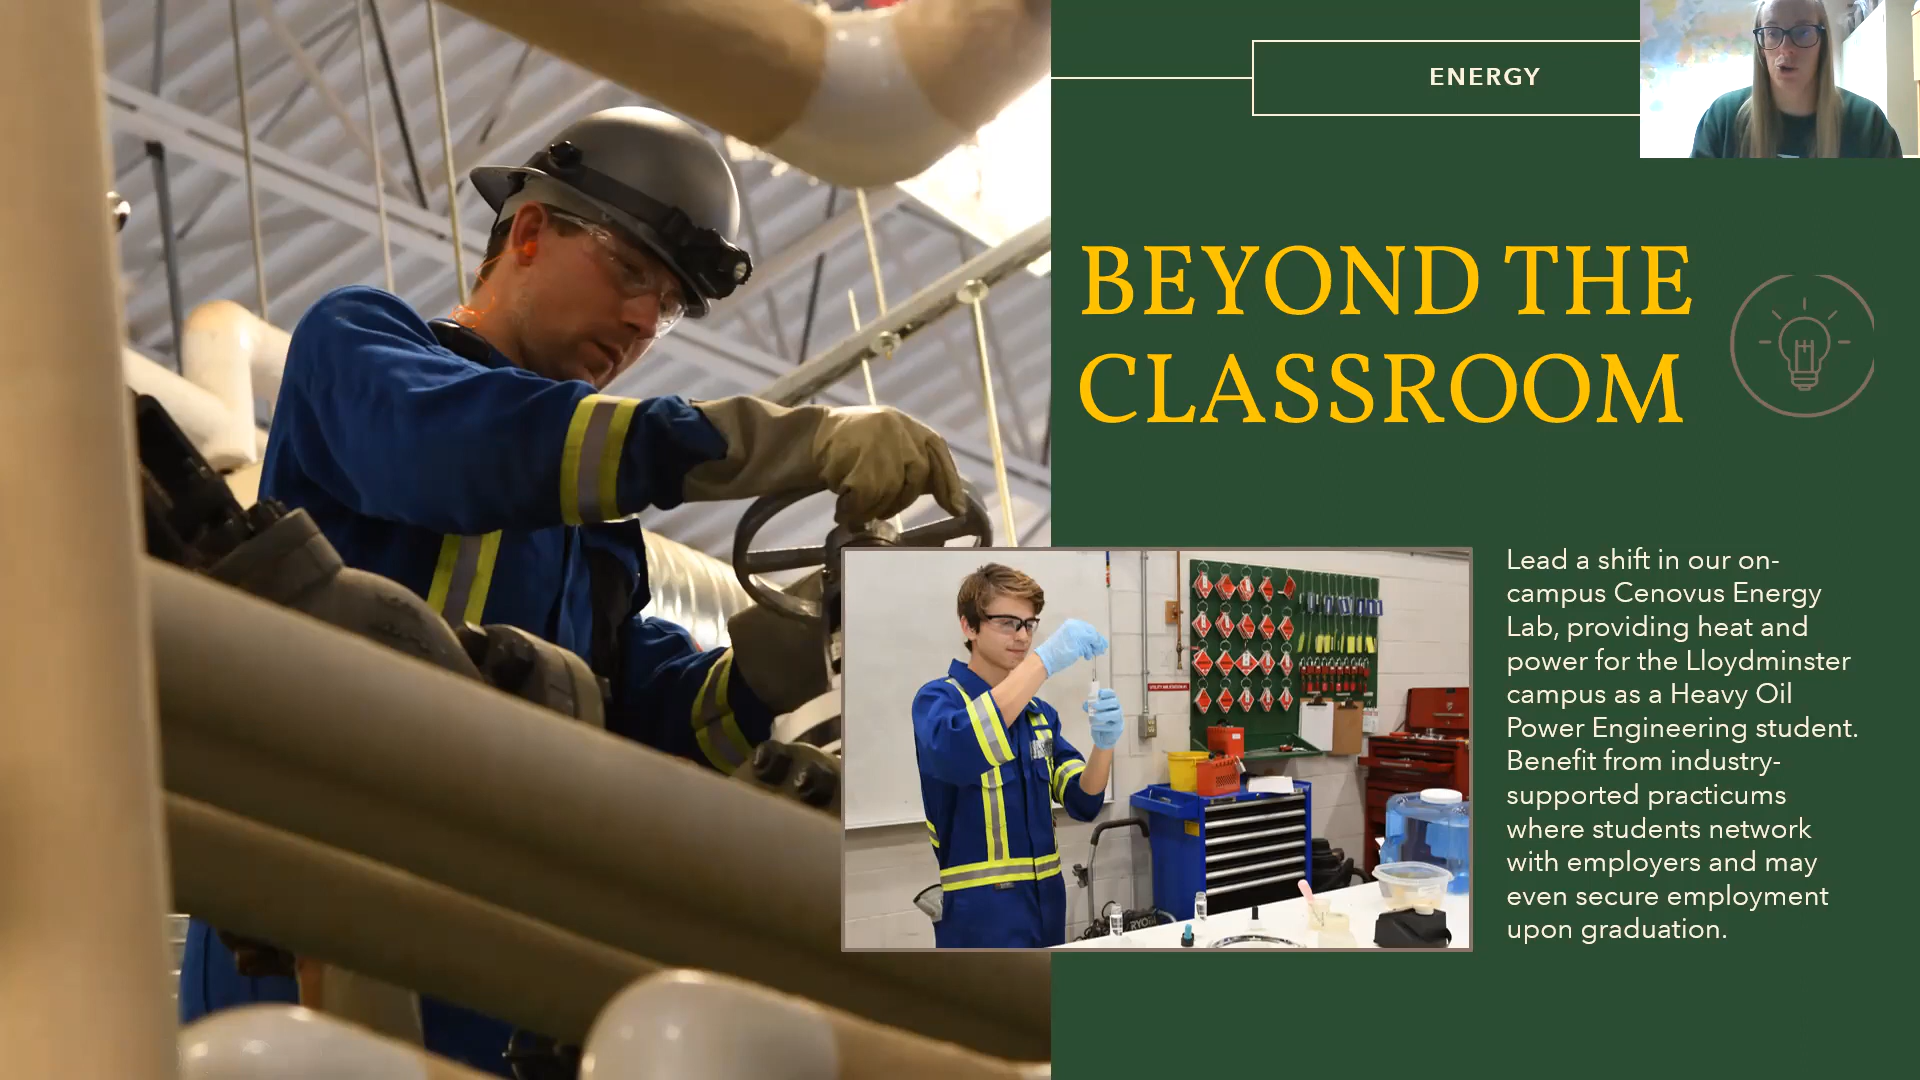 ENERGY
BEYOND THE
CLASSROOM
Lead a shift in our on-
campus Cenovus Energy
Lab, providing heat and
power for the Lloydminster
campus as a Heavy Oil
Power Engineering student.
Benefit from industry-
supported practicums
where students network
with employers and may
even secure employment
upon graduation.
RYOBI